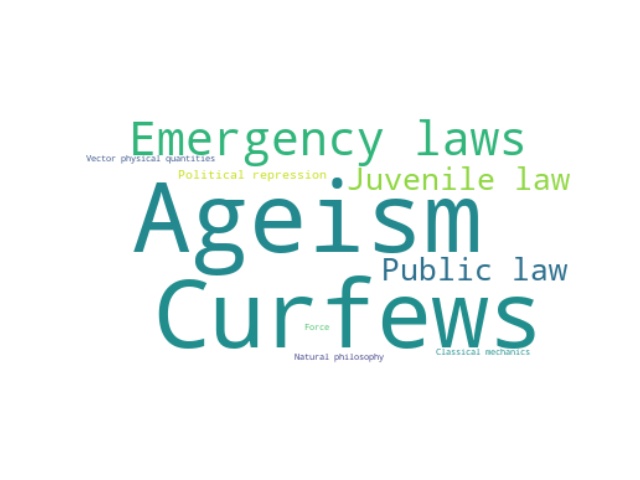 Emergency laws
Vector physical quantities
Political repression
Juvenile law
Ageism
Public law
Curfews
Force
Classical mechanics
Natural philosophy